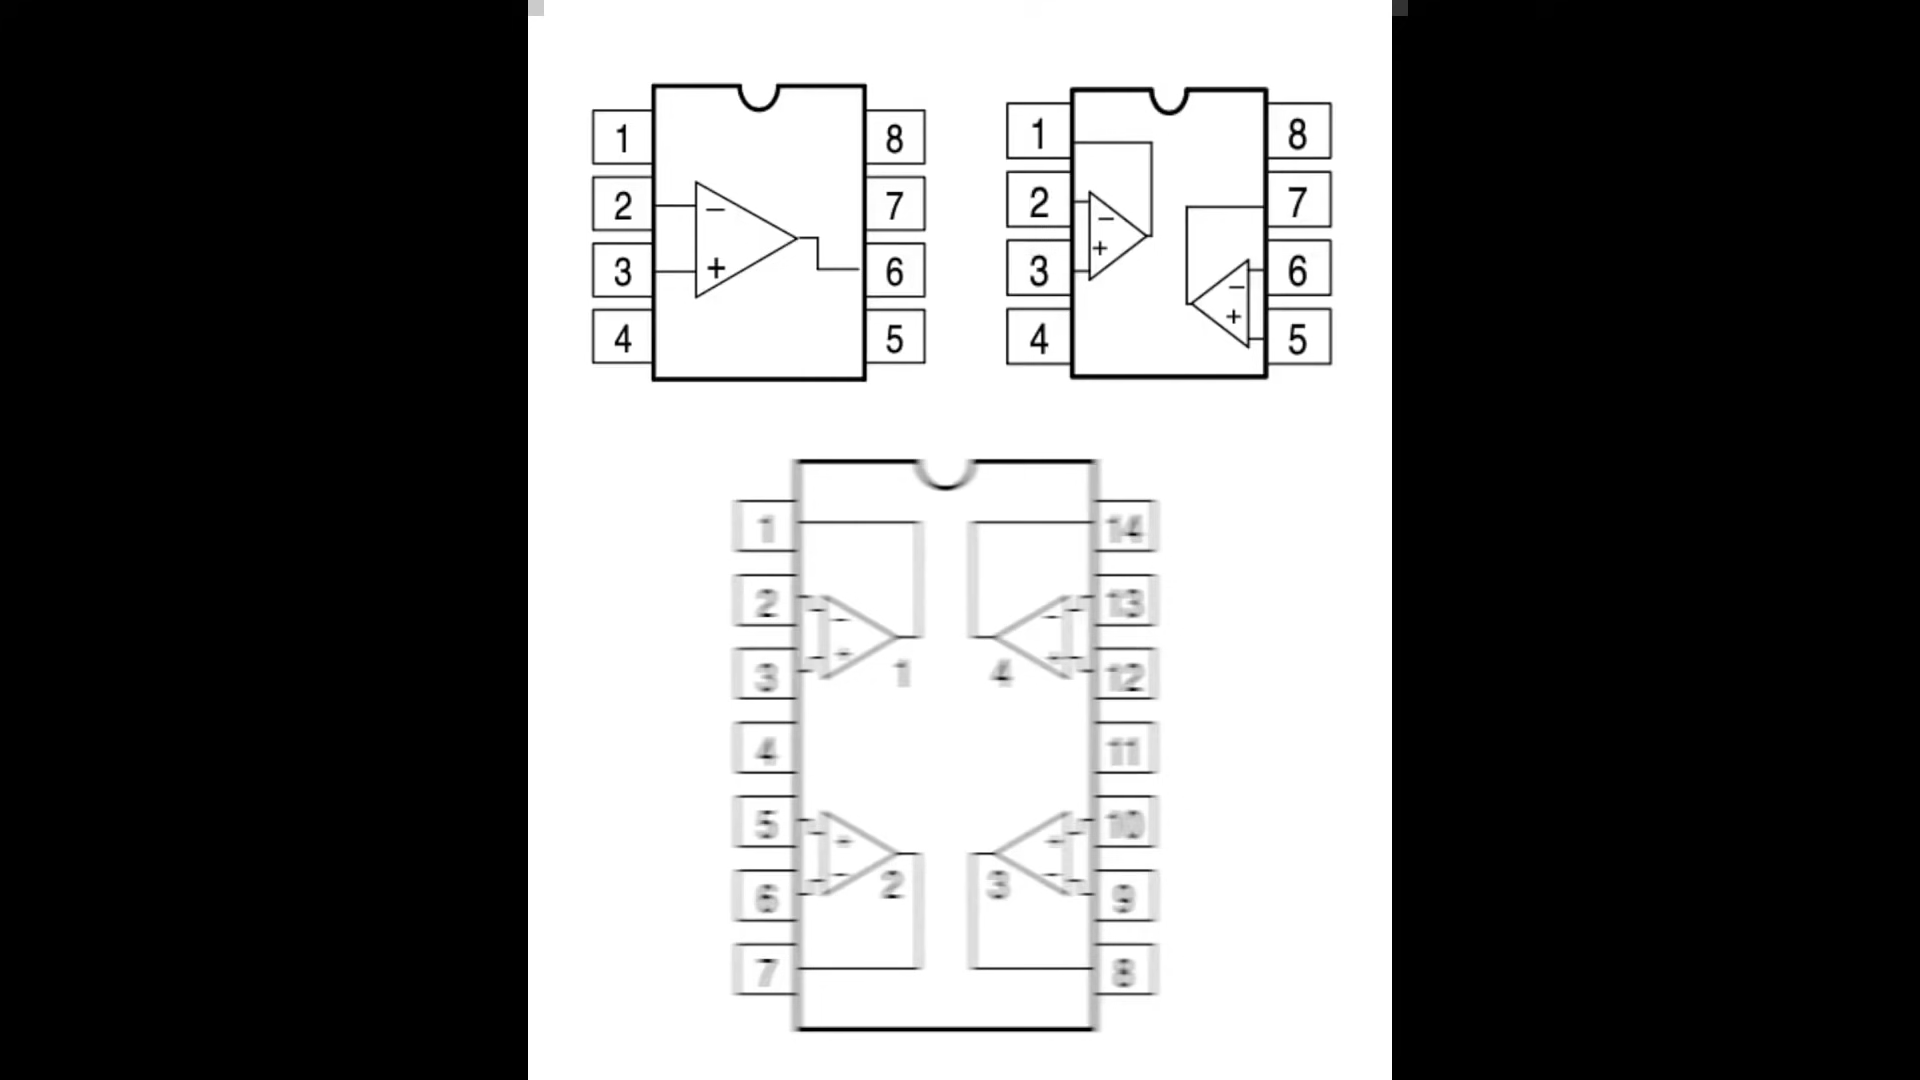 1 8 1 8
2 − 7 2 − 7
3 + 6 3 + − 6
4 5 4 + 5
1 14
2 − − 13
3 + 1 4 + 12
4 11
5 + + 10
6 − 2 3 − 9
7 8